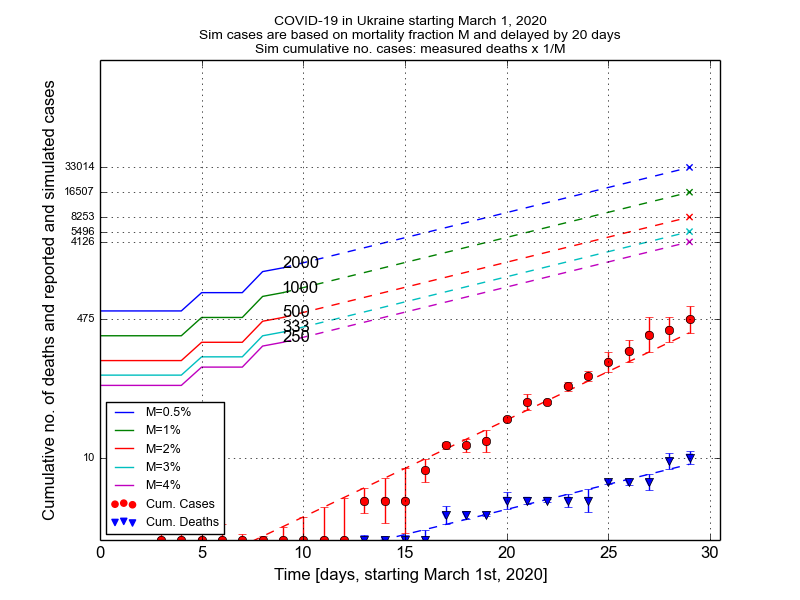 COVID-19 in Ukraine starting March 1, 2020
Sim cases are based on mortality fraction M and delayed by 20 days
Sim cumulative no. cases: measured deaths x 1/M
Cumulative no. of deaths and reported and simulated cases
33014
16507
8253
5496
4126
475
10
2000
1000
500
333
250
M=0.5%
M=1%
M=2%
M=3%
M=4%
Cum. Cases
Cum. Deaths
0 5 10 15 20 25 30
Time [days, starting March 1st, 2020]